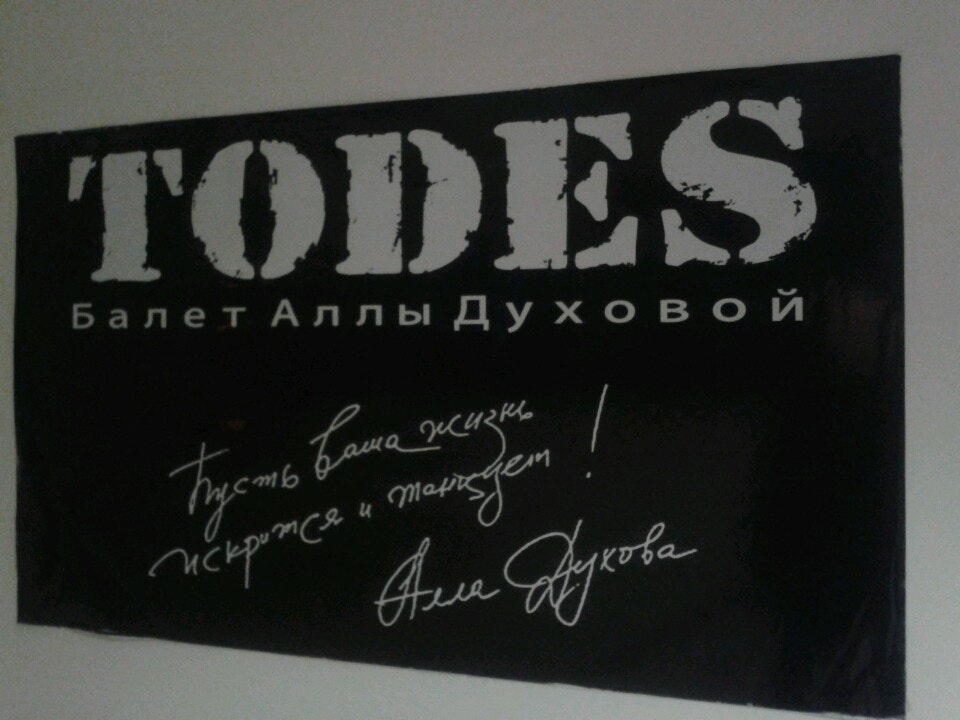 TODES
Балет Аллы Духовой
Пусть Ваша жизнь
искрится и танцует !
Алла Духова